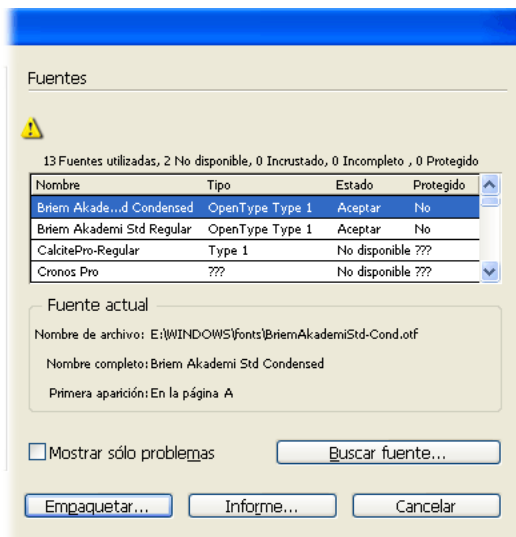 Fuentes
13 Fuentes utilizadas, 2 No disponible, 0 Incrustado, 0 Incompleto , 0 Protegido
Nombre Tipo Estado Protegido
Briem Akade...d Condensed OpenType Type 1 Aceptar No
Briem Akademi Std Regular OpenType Type 1 Aceptar No
CalcitePro-Regular Type 1 No disponible ???
Cronos Pro ??? No disponible ???
Fuente actual
Nombre de archivo: E:\WINDOWS\fonts\BriemAkademiStd-Cond.otf
Nombre completo: Briem Akademi Std Condensed
Primera aparición: En la página A
Mostrar sólo problemas Buscar fuente...
Empaquetar... Informe... Cancelar